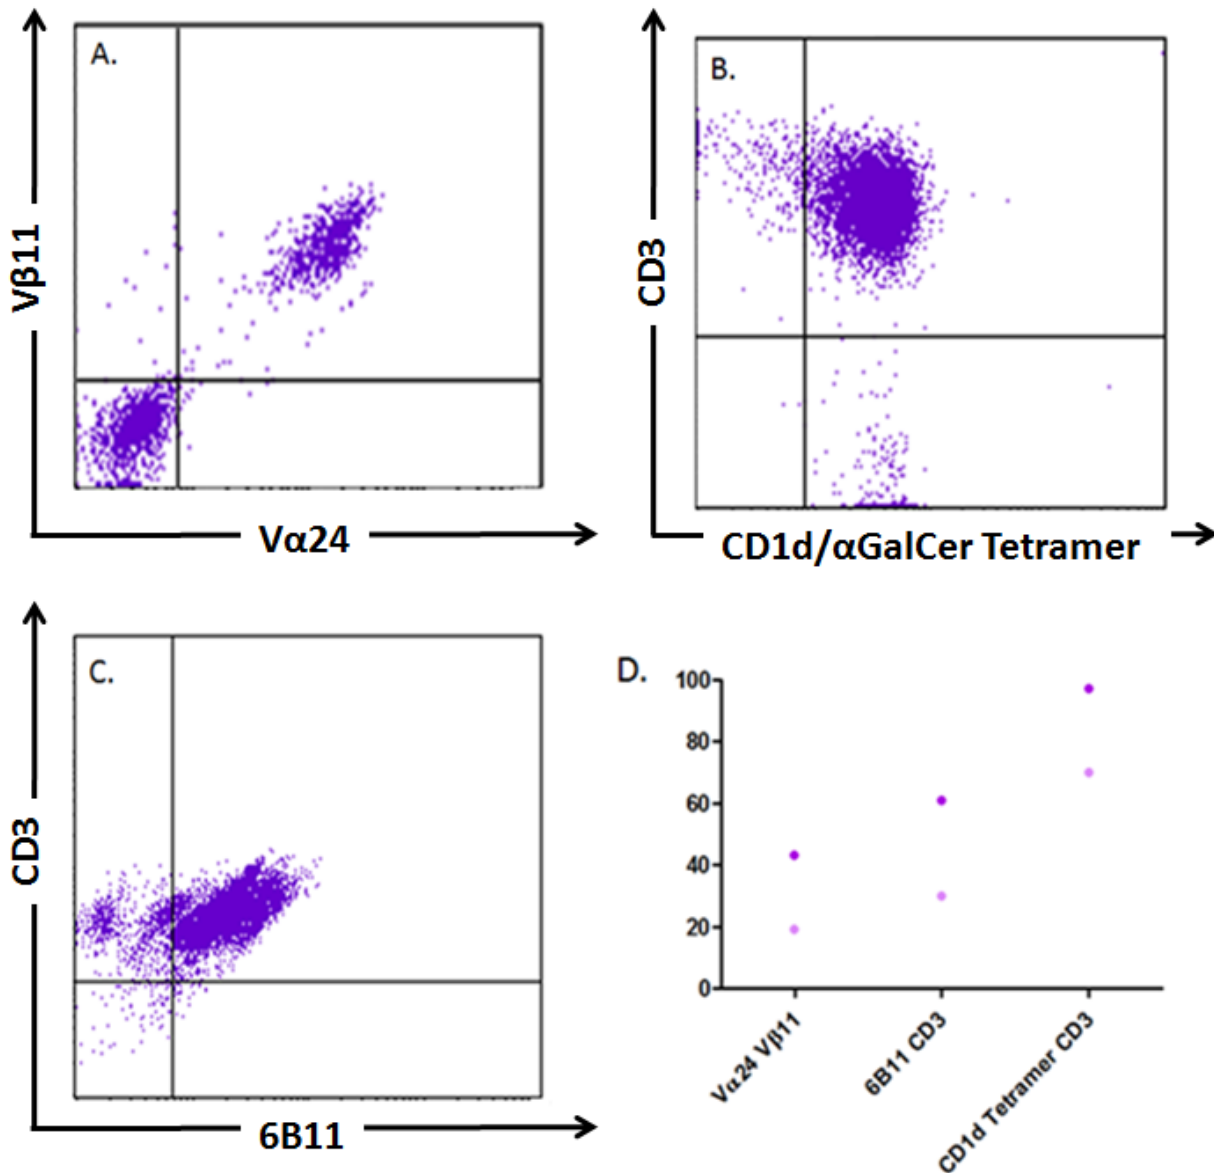 A.
Vβ11
Vα24
B.
CD3
CD1d/αGalCer Tetramer
C.
CD3
6B11
D.
100
80
60
40
20
0
Vα24 Vβ11
6B11 CD3
CD1d Tetramer CD3